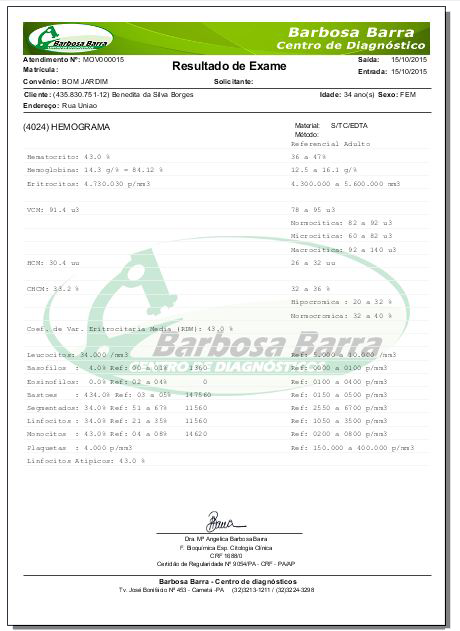 Barbosa Barra
Centro de Diagnóstico
Barbosa Barra
Atendimento Nº: MOV000015
Resultado de Exame
Saída: 15/10/2015
Matrícula:
Entrada: 15/10/2015
Convênio: BOM JARDIM
Solicitante:
Cliente: (435.830.751-12) Benedita da Silva Borges
Idade: 34 ano(s) Sexo: FEM
Endereço: Rua Uniao
(4024) HEMOGRAMA
Material: S/TC/EDTA
Método:
Referencial Adulto
Hematocrito: 43.0 % 36 a 47%
Hemoglobina: 14.3 g/% = 84.12 % 12.5 a 16.1 g/%
Eritrocitos: 4.730.030 p/mm3 4.300.000 a 5.600.000 mm3
VCM: 91.4 u3 78 a 95 u3
Normocitica: 82 a 92 u3
Microcitica: 60 a 82 u3
Macrocitica: 92 a 140 u3
HCM: 30.4 uu 26 a 32 uu
CHCM: 33.2 % 32 a 36 %
Hipocromica : 20 a 32 %
Normocromica: 32 a 40 %
Coef. de Var. Eritrocitaria Media (RDW): 43.0 %
Barbosa Barra
CENTRO DE DIAGNÓSTICO
Leucocitos: 34.000 /mm3 Ref: 5.000 a 10.000 /mm3
Basofilos : 4.0% Ref: 00 a 01% 1360 Ref: 0000 a 0100 p/mm3
Eosinofilos: 0.0% Ref: 02 a 04% 0 Ref: 0100 a 0400 p/mm3
Bastoes : 434.0% Ref: 03 a 05% 147560 Ref: 0150 a 0500 p/mm3
Segmentados: 34.0% Ref: 51 a 67% 11560 Ref: 2550 a 6700 p/mm3
Linfocitos : 34.0% Ref: 21 a 35% 11560 Ref: 1050 a 3500 p/mm3
Monocitos : 43.0% Ref: 04 a 08% 14620 Ref: 0200 a 0800 p/mm3
Plaquetas : 4.000 p/mm3 Ref: 150.000 a 400.000 p/mm3
Linfocitos Atipicos: 43.0 %
Dra. Mª Angelica Barbosa Barra
F. Bioquímica Esp. Citologia Clínica
CRF 1688/0
Certidão de Regularidade Nº 9054/PA - CRF - PA/AP
Barbosa Barra - Centro de diagnósticos
Tv. José Bonifácio Nº 453 - Cametá -PA (32)3213-1211 / (32)3224-3298